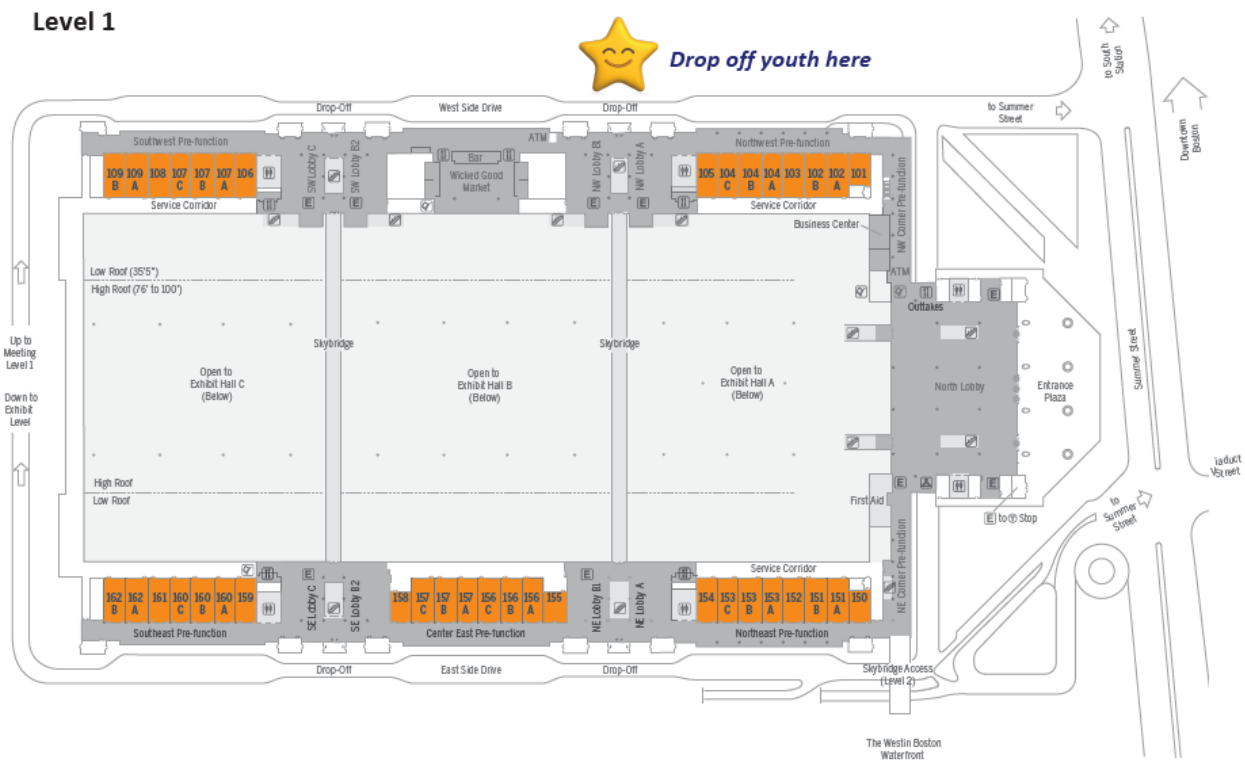 Level 1
Drop off youth here
to South
Station
Downtown
Boston
Drop-Off
West Side Drive
Drop-Off
to Summer
Street
Southwest Pre-function
SW Lobby C
SW Lobby B2
ATM
Bar
Wicked Good
Market
NW Lobby B1
NW Lobby A
Northwest Pre-function
NW Corner Pre-function
109
B
109
A
108
107
C
107
B
107
A
106
105
104
C
104
B
104
A
103
102
B
102
A
101
Service Corridor
E
E
E
E
Service Corridor
Business Center
ATM
Low Roof (35'5")
High Roof (76' to 100')
E
Outtakes
Up to
Meeting
Level 1
Down to
Exhibit
Level
Skybridge
Skybridge
Open to
Exhibit Hall C
(Below)
Open to
Exhibit Hall B
(Below)
Open to
Exhibit Hall A
(Below)
North Lobby
Entrance
Plaza
Summer Street
High Roof
Low Roof
First Aid
E
E
E to T Stop
to
Summer
Street
iaduct
Street
Service Corridor
E
E
162
B
162
A
161
160
C
160
B
160
A
159
SE Lobby C
SE Lobby B2
158
157
C
157
B
157
A
156
C
156
B
156
A
155
NE Lobby B1
NE Lobby A
154
153
C
153
B
153
A
152
151
B
151
A
150
NE Corner Pre-function
Southeast Pre-function
Center East Pre-function
Northeast Pre-function
Drop-Off
East Side Drive
Drop-Off
Skybridge Access
(Level 2)
The Westin Boston
Waterfront